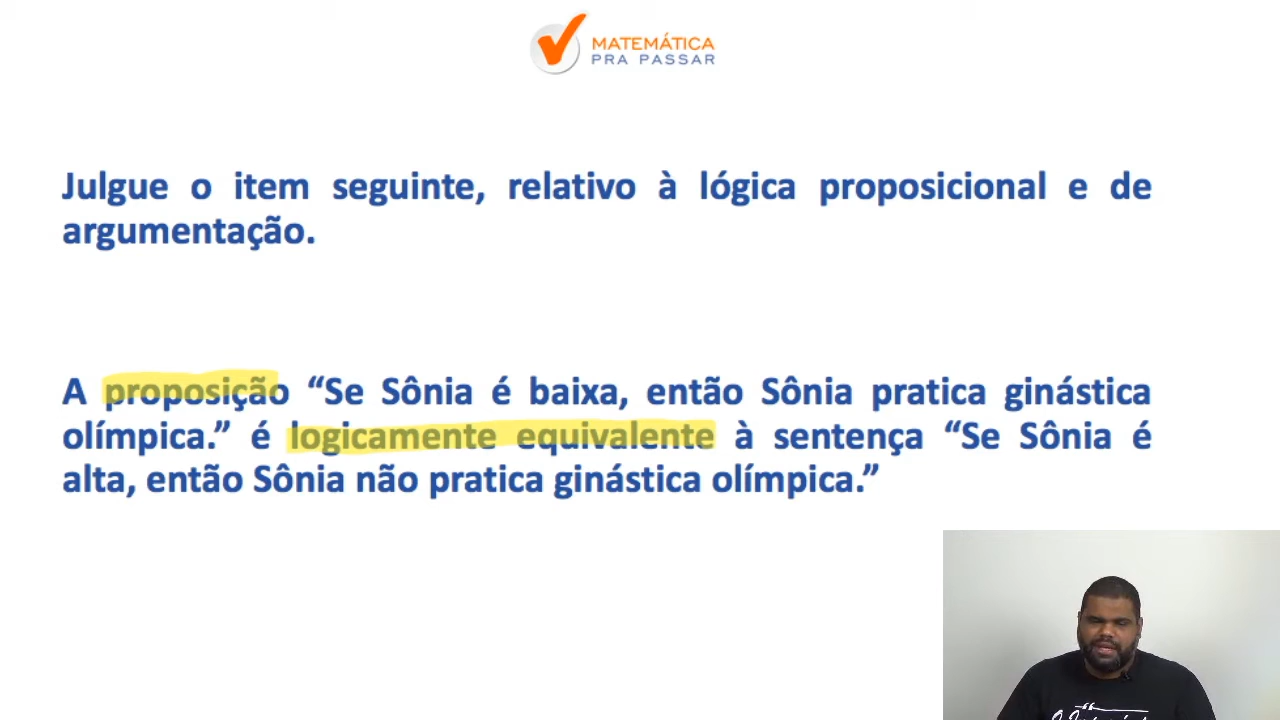 MATEMÁTICA
PRA PASSAR
Julgue o item seguinte, relativo à lógica proposicional e de
argumentação.
A proposição “Se Sônia é baixa, então Sônia pratica ginástica
olímpica.” é logicamente equivalente à sentença “Se Sônia é
alta, então Sônia não pratica ginástica olímpica.”